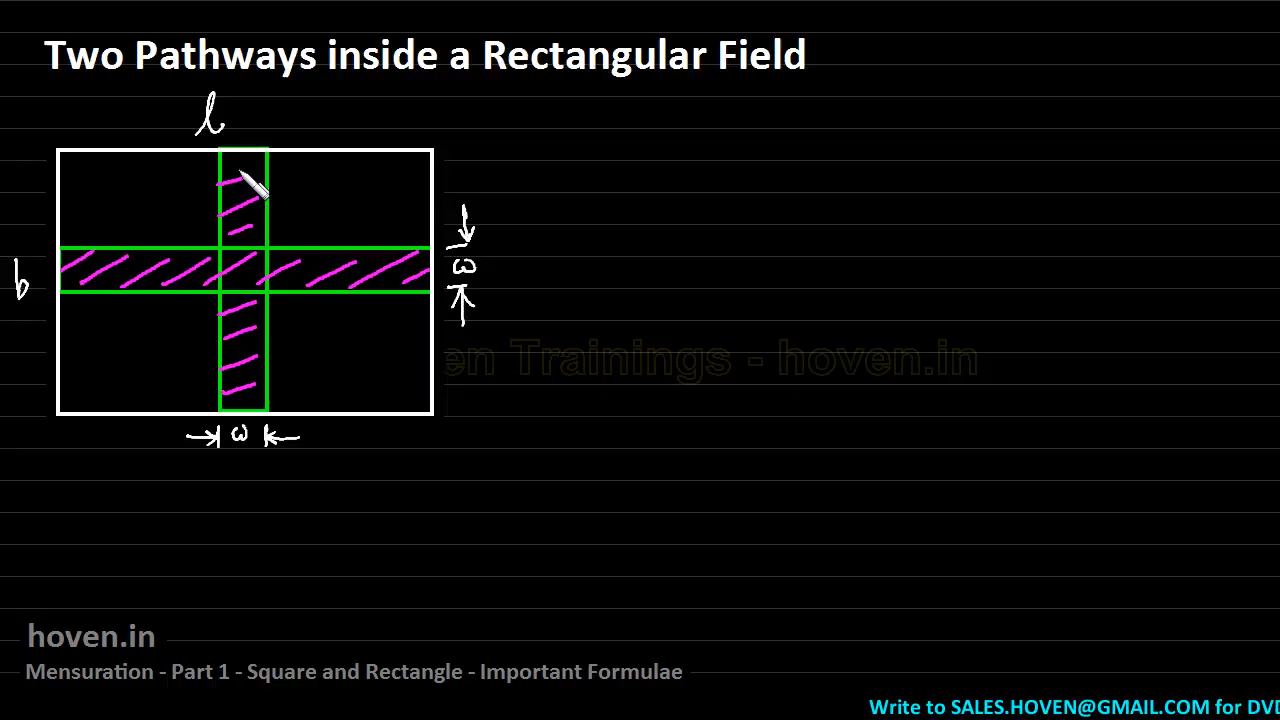 Two Pathways inside a Rectangular Field
l
b
ω
ω
en Trainings - hoven.in
hoven.in
Mensuration - Part 1 - Square and Rectangle - Important Formulae
Write to SALES.HOVEN@GMAIL.COM for DVD